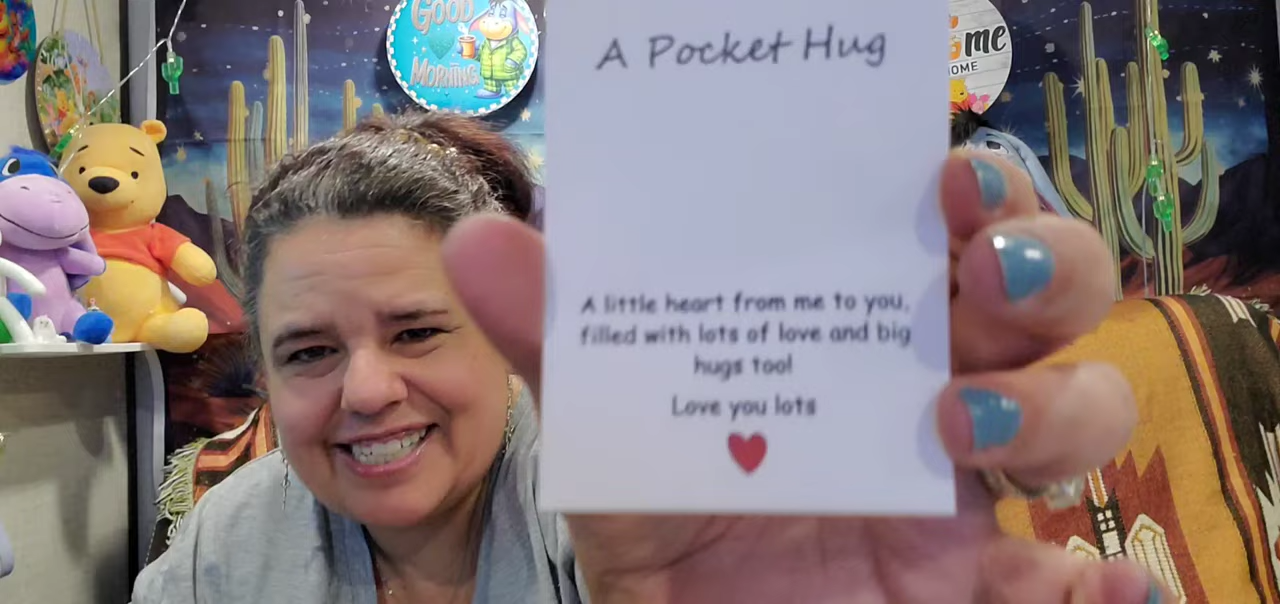 GOOD
MORNING
A Pocket Hug
me
HOME
A little heart from me to you,
filled with lots of love and big
hugs too!
Love you lots